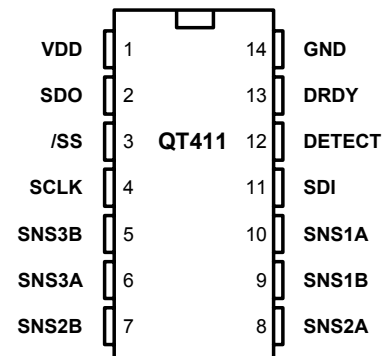 VDD 1 14 GND
SDO 2 13 DRDY
/SS 3 QT411 12 DETECT
SCLK 4 11 SDI
SNS3B 5 10 SNS1A
SNS3A 6 9 SNS1B
SNS2B 7 8 SNS2A